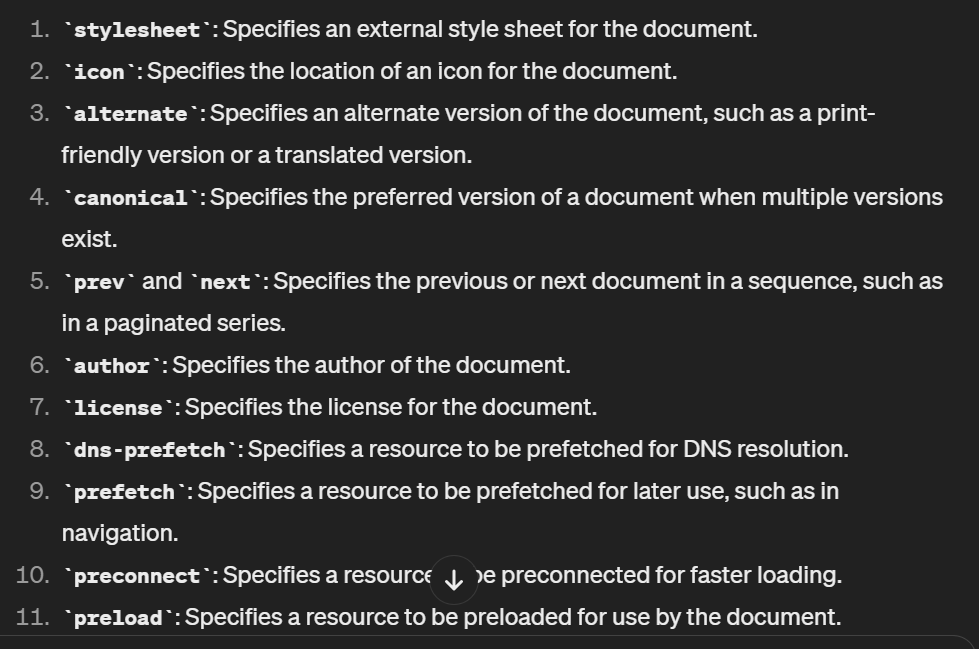 1. `stylesheet`: Specifies an external style sheet for the document.
2. `icon`: Specifies the location of an icon for the document.
3. `alternate`: Specifies an alternate version of the document, such as a print-
friendly version or a translated version.
4. `canonical`: Specifies the preferred version of a document when multiple versions
exist.
5. `prev` and `next`: Specifies the previous or next document in a sequence, such as
in a paginated series.
6. `author`: Specifies the author of the document.
7. `license`: Specifies the license for the document.
8. `dns-prefetch`: Specifies a resource to be prefetched for DNS resolution.
9. `prefetch`: Specifies a resource to be prefetched for later use, such as in
navigation.
10. `preconnect`: Specifies a resource be preconnected for faster loading.
11. `preload`: Specifies a resource to be preloaded for use by the document.